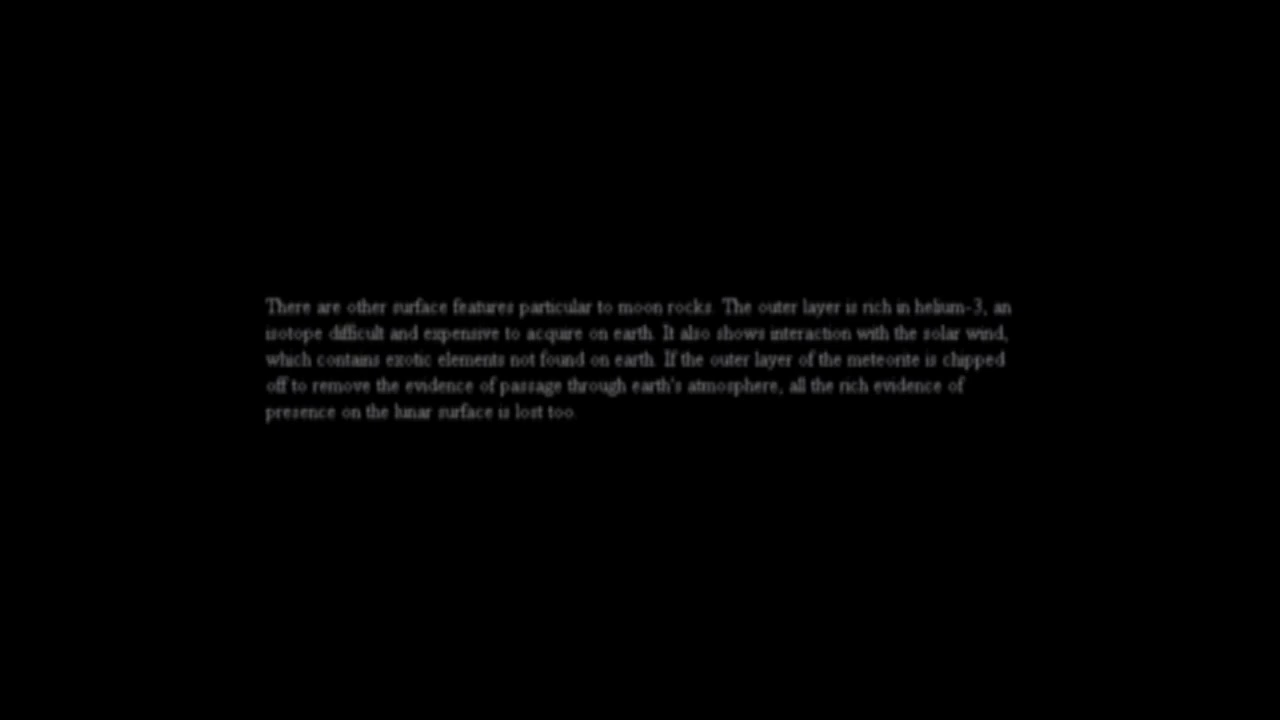 There are other surface features particular to moon rocks. The outer layer is rich in helium-3, an
isotope difficult and expensive to acquire on earth. It also shows interaction with the solar wind,
which contains exotic elements not found on earth. If the outer layer of the meteorite is chipped
off to remove the evidence of passage through earth's atmosphere, all the rich evidence of
presence on the lunar surface is lost too.